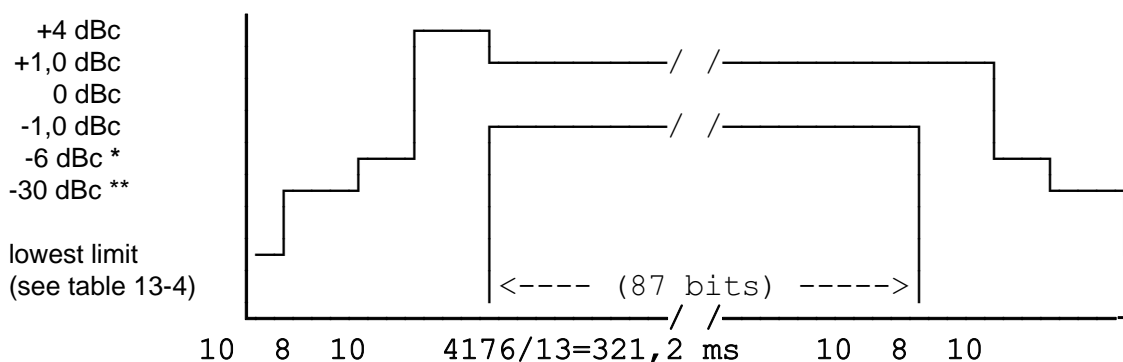 +4 dBc
+1,0 dBc
0 dBc
-1,0 dBc
-6 dBc *
-30 dBc **
lowest limit
(see table 13-4)
<---- (87 bits) ----->
10 8 10 4176/13=321,2 ms 10 8 10